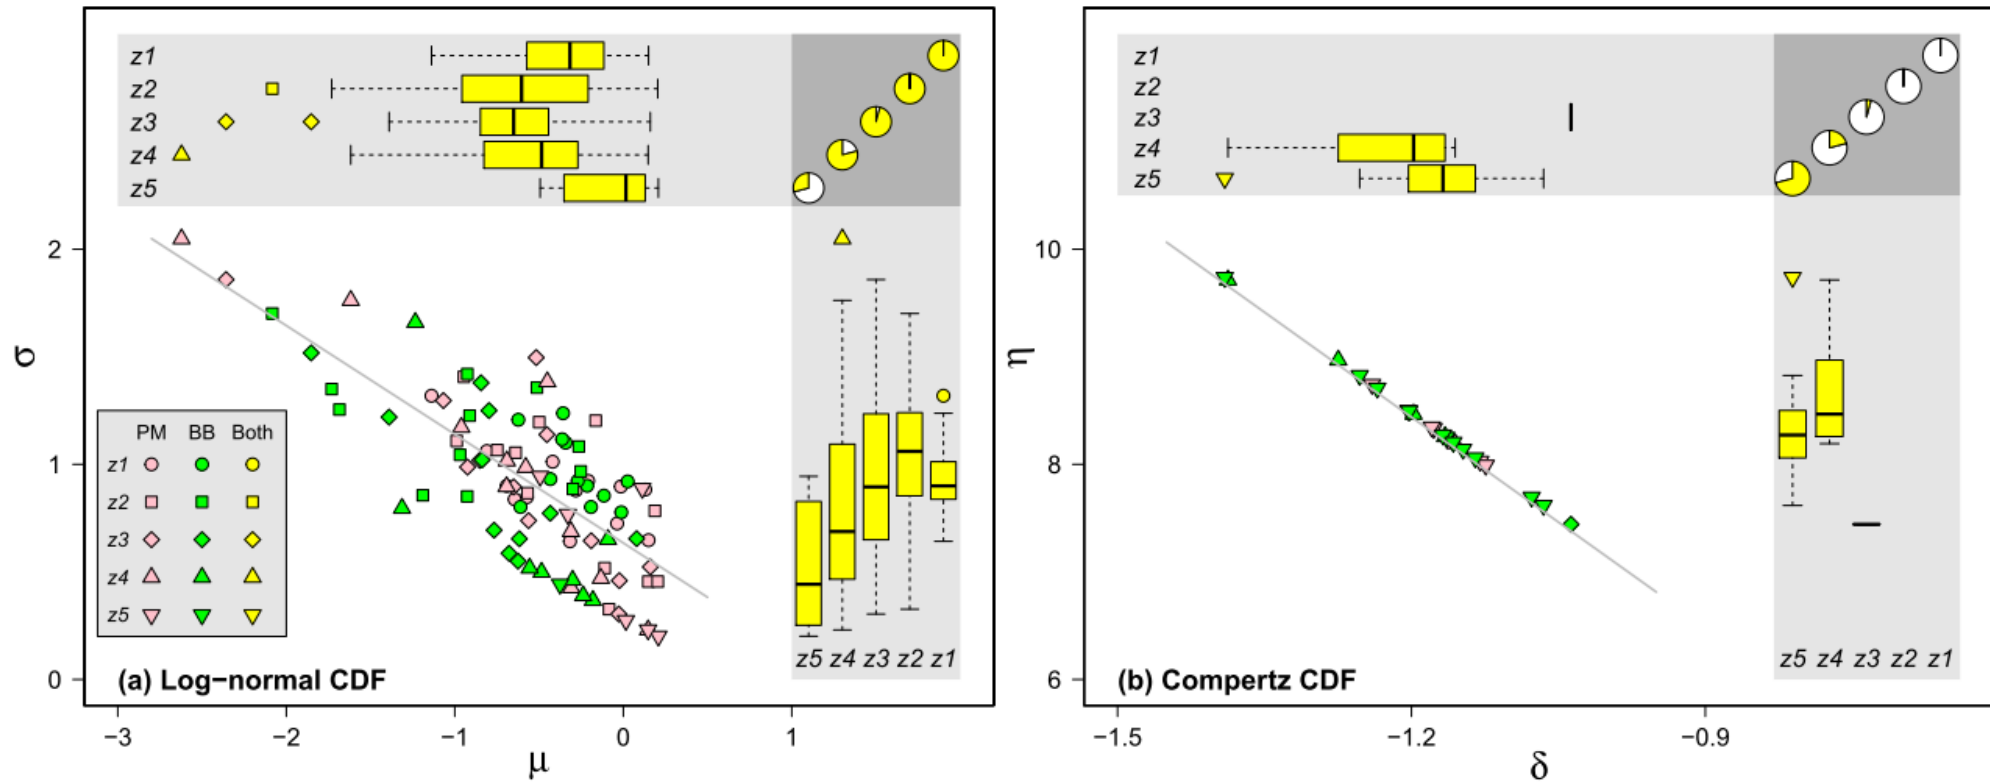 z1
z2
z3
z4
z5
2
1
0
σ
PM BB Both
z1
z2
z3
z4
z5
z5 z4 z3 z2 z1
(a) Log−normal CDF
−3 −2 −1 0 1
μ
z1
z2
z3
z4
z5
10
8
6
η
z5 z4 z3 z2 z1
(b) Compertz CDF
−1.5 −1.2 −0.9
δ